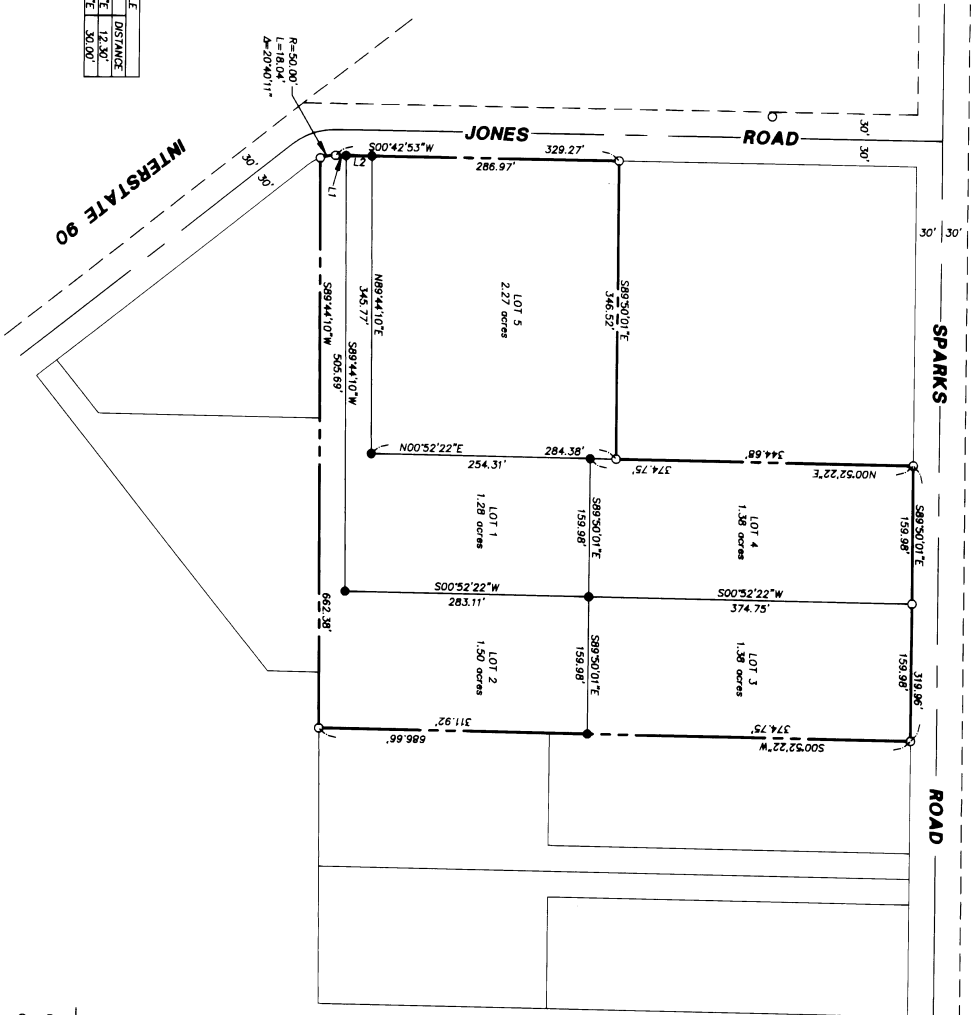 E
DISTANCE
E 12.30'
E 30.00'
R=50.00'
L=18.04'
Δ=20°40'11"
INTERSTATE 90
30' 30'
JONES ROAD
30' 30'
30' 30'
SPARKS ROAD
S00°42'53"W
329.27'
286.97'
L1
L2
S89°50'01"E
346.52'
LOT 5
2.27 acres
N89°44'10"E
345.77'
S89°44'10"W
505.69'
S89°44'10"W
662.38'
N00°52'22"E
284.38'
254.31'
344.68'
374.75'
N00°52'22"E
S89°50'01"E
159.98'
LOT 1
1.28 acres
S89°50'01"E
159.98'
LOT 4
1.38 acres
S00°52'22"W
283.11'
S00°52'22"W
374.75'
319.96'
159.98'
LOT 2
1.50 acres
S89°50'01"E
159.98'
LOT 3
1.38 acres
311.92'
686.66'
374.75'
S00°52'22"W